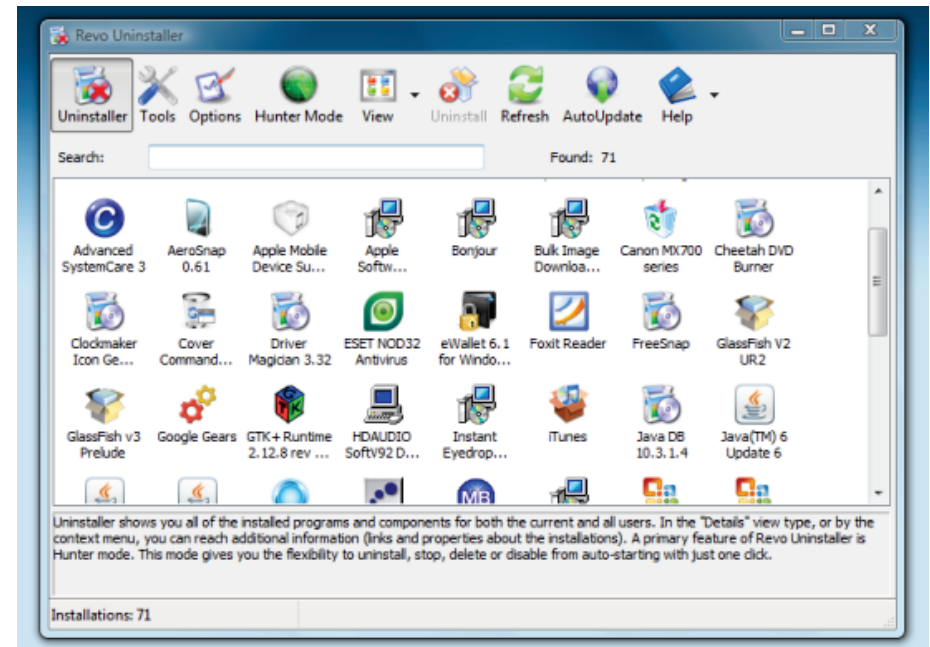 Revo Uninstaller
Uninstaller Tools Options Hunter Mode View Uninstall Refresh AutoUpdate Help
Search: Found: 71
Advanced AeroSnap Apple Mobile Apple Bonjour Bulk Image Canon MX700 Cheetah DVD
SystemCare 3 0.61 Device Su... Softw... Downloa... series Burner
Clockmaker Cover Driver ESET NOD32 eWallet 6.1 Foxit Reader FreeSnap GlassFish V2
Icon Ge... Command... Magician 3.32 Antivirus for Windo... UR2
GlassFish v3 Google Gears GTK+ Runtime HDAUDIO Instant iTunes Java DB Java(TM) 6
Prelude 2.12.8 rev ... SoftV92 D... Eyedrop... 10.3.1.4 Update 6
MB
Uninstaller shows you all of the installed programs and components for both the current and all users. In the "Details" view type, or by the
context menu, you can reach additional information (links and properties about the installations). A primary feature of Revo Uninstaller is
Hunter mode. This mode gives you the flexibility to uninstall, stop, delete or disable from auto-starting with just one click.
Installations: 71